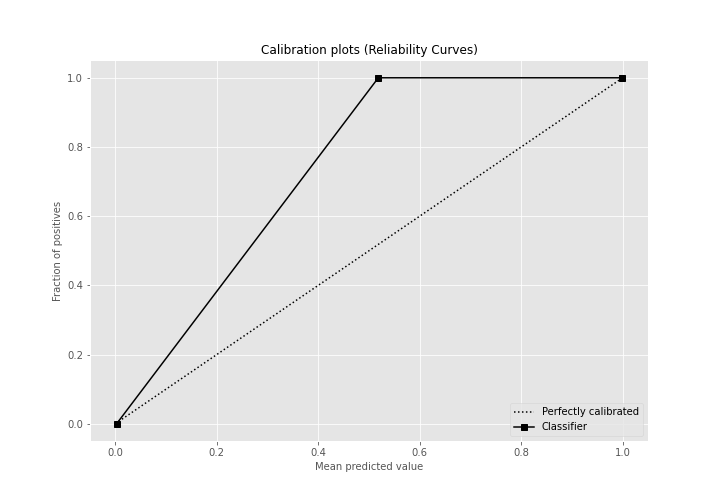 Calibration plots (Reliability Curves)
1.0
0.8
0.6
0.4
0.2
0.0
Fraction of positives
0.0 0.2 0.4 0.6 0.8 1.0
Mean predicted value
Perfectly calibrated
Classifier